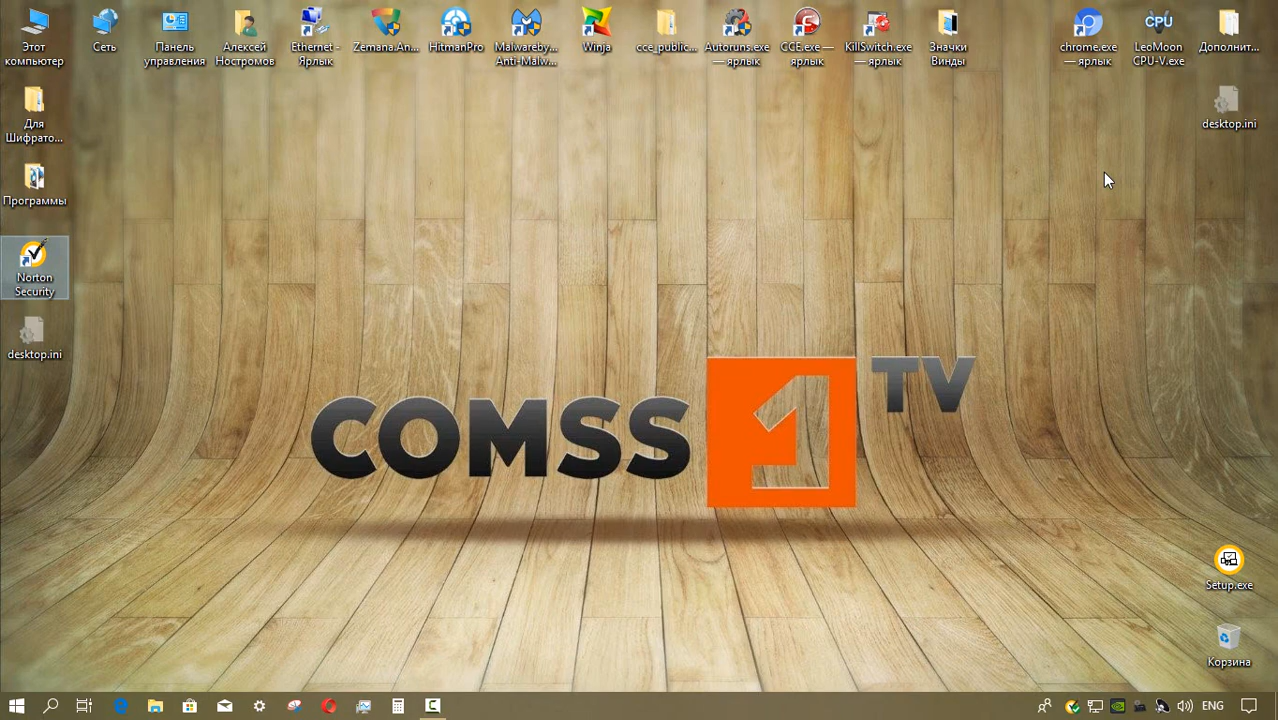 Этот
компьютер
Сеть
Панель
управления
Алексей
Ностромов
Ethernet -
Ярлык
Zemana.An...
HitmanPro
Malwareby...
Anti-Malw...
Winja
cce_public...
Autoruns.exe
— ярлык
CCE.exe —
ярлык
KillSwitch.exe
— ярлык
Значки
Винды
chrome.exe
— ярлык
CPU
LeoMoon
CPU-V.exe
Дополнит...
Для
Шифрато...
desktop.ini
Программы
Norton
Security
desktop.ini
COMSS 1 TV
Setup.exe
Корзина
ENG